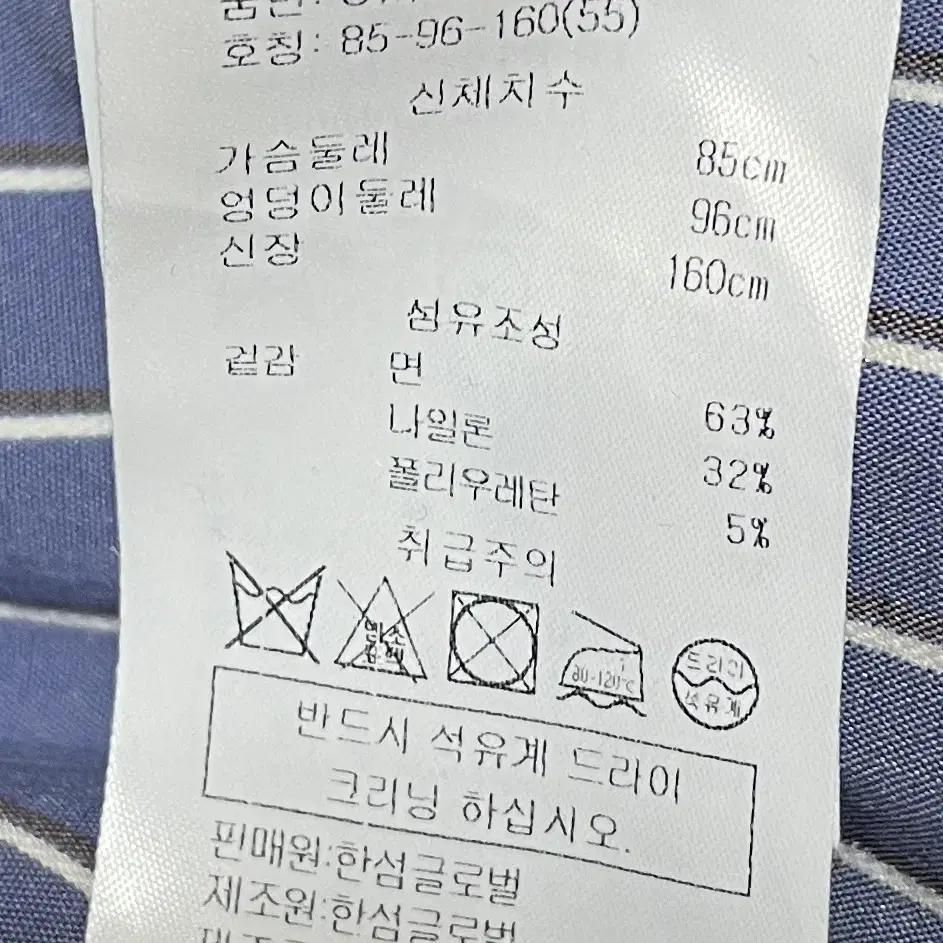 호칭: 85-96-160(55)
신체치수
가슴둘레 85cm
엉덩이둘레 96cm
신장 160cm
섬유조성
겉감 면 63%
나일론 32%
폴리우레탄 5%
취급주의
염소
표백
80-120℃
드라이
석유계
반드시 석유계 드라이
크리닝 하십시오.
판매원:한섬글로벌
제조원:한섬글로벌